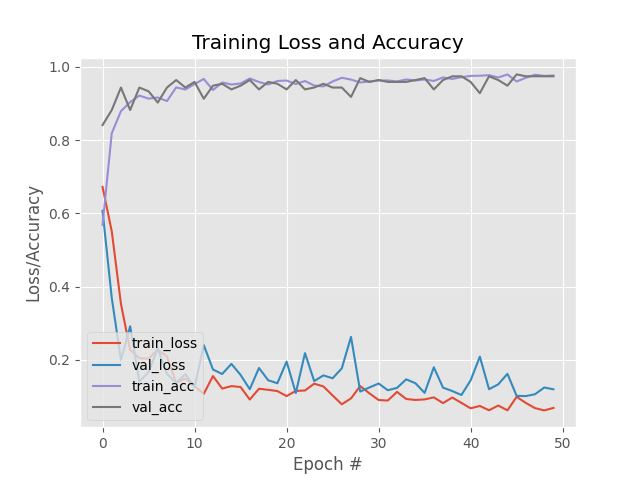 Training Loss and Accuracy
1.0
0.8
0.6
0.4
0.2
Loss/Accuracy
train_loss
val_loss
train_acc
val_acc
0
10
20
30
40
50
Epoch #